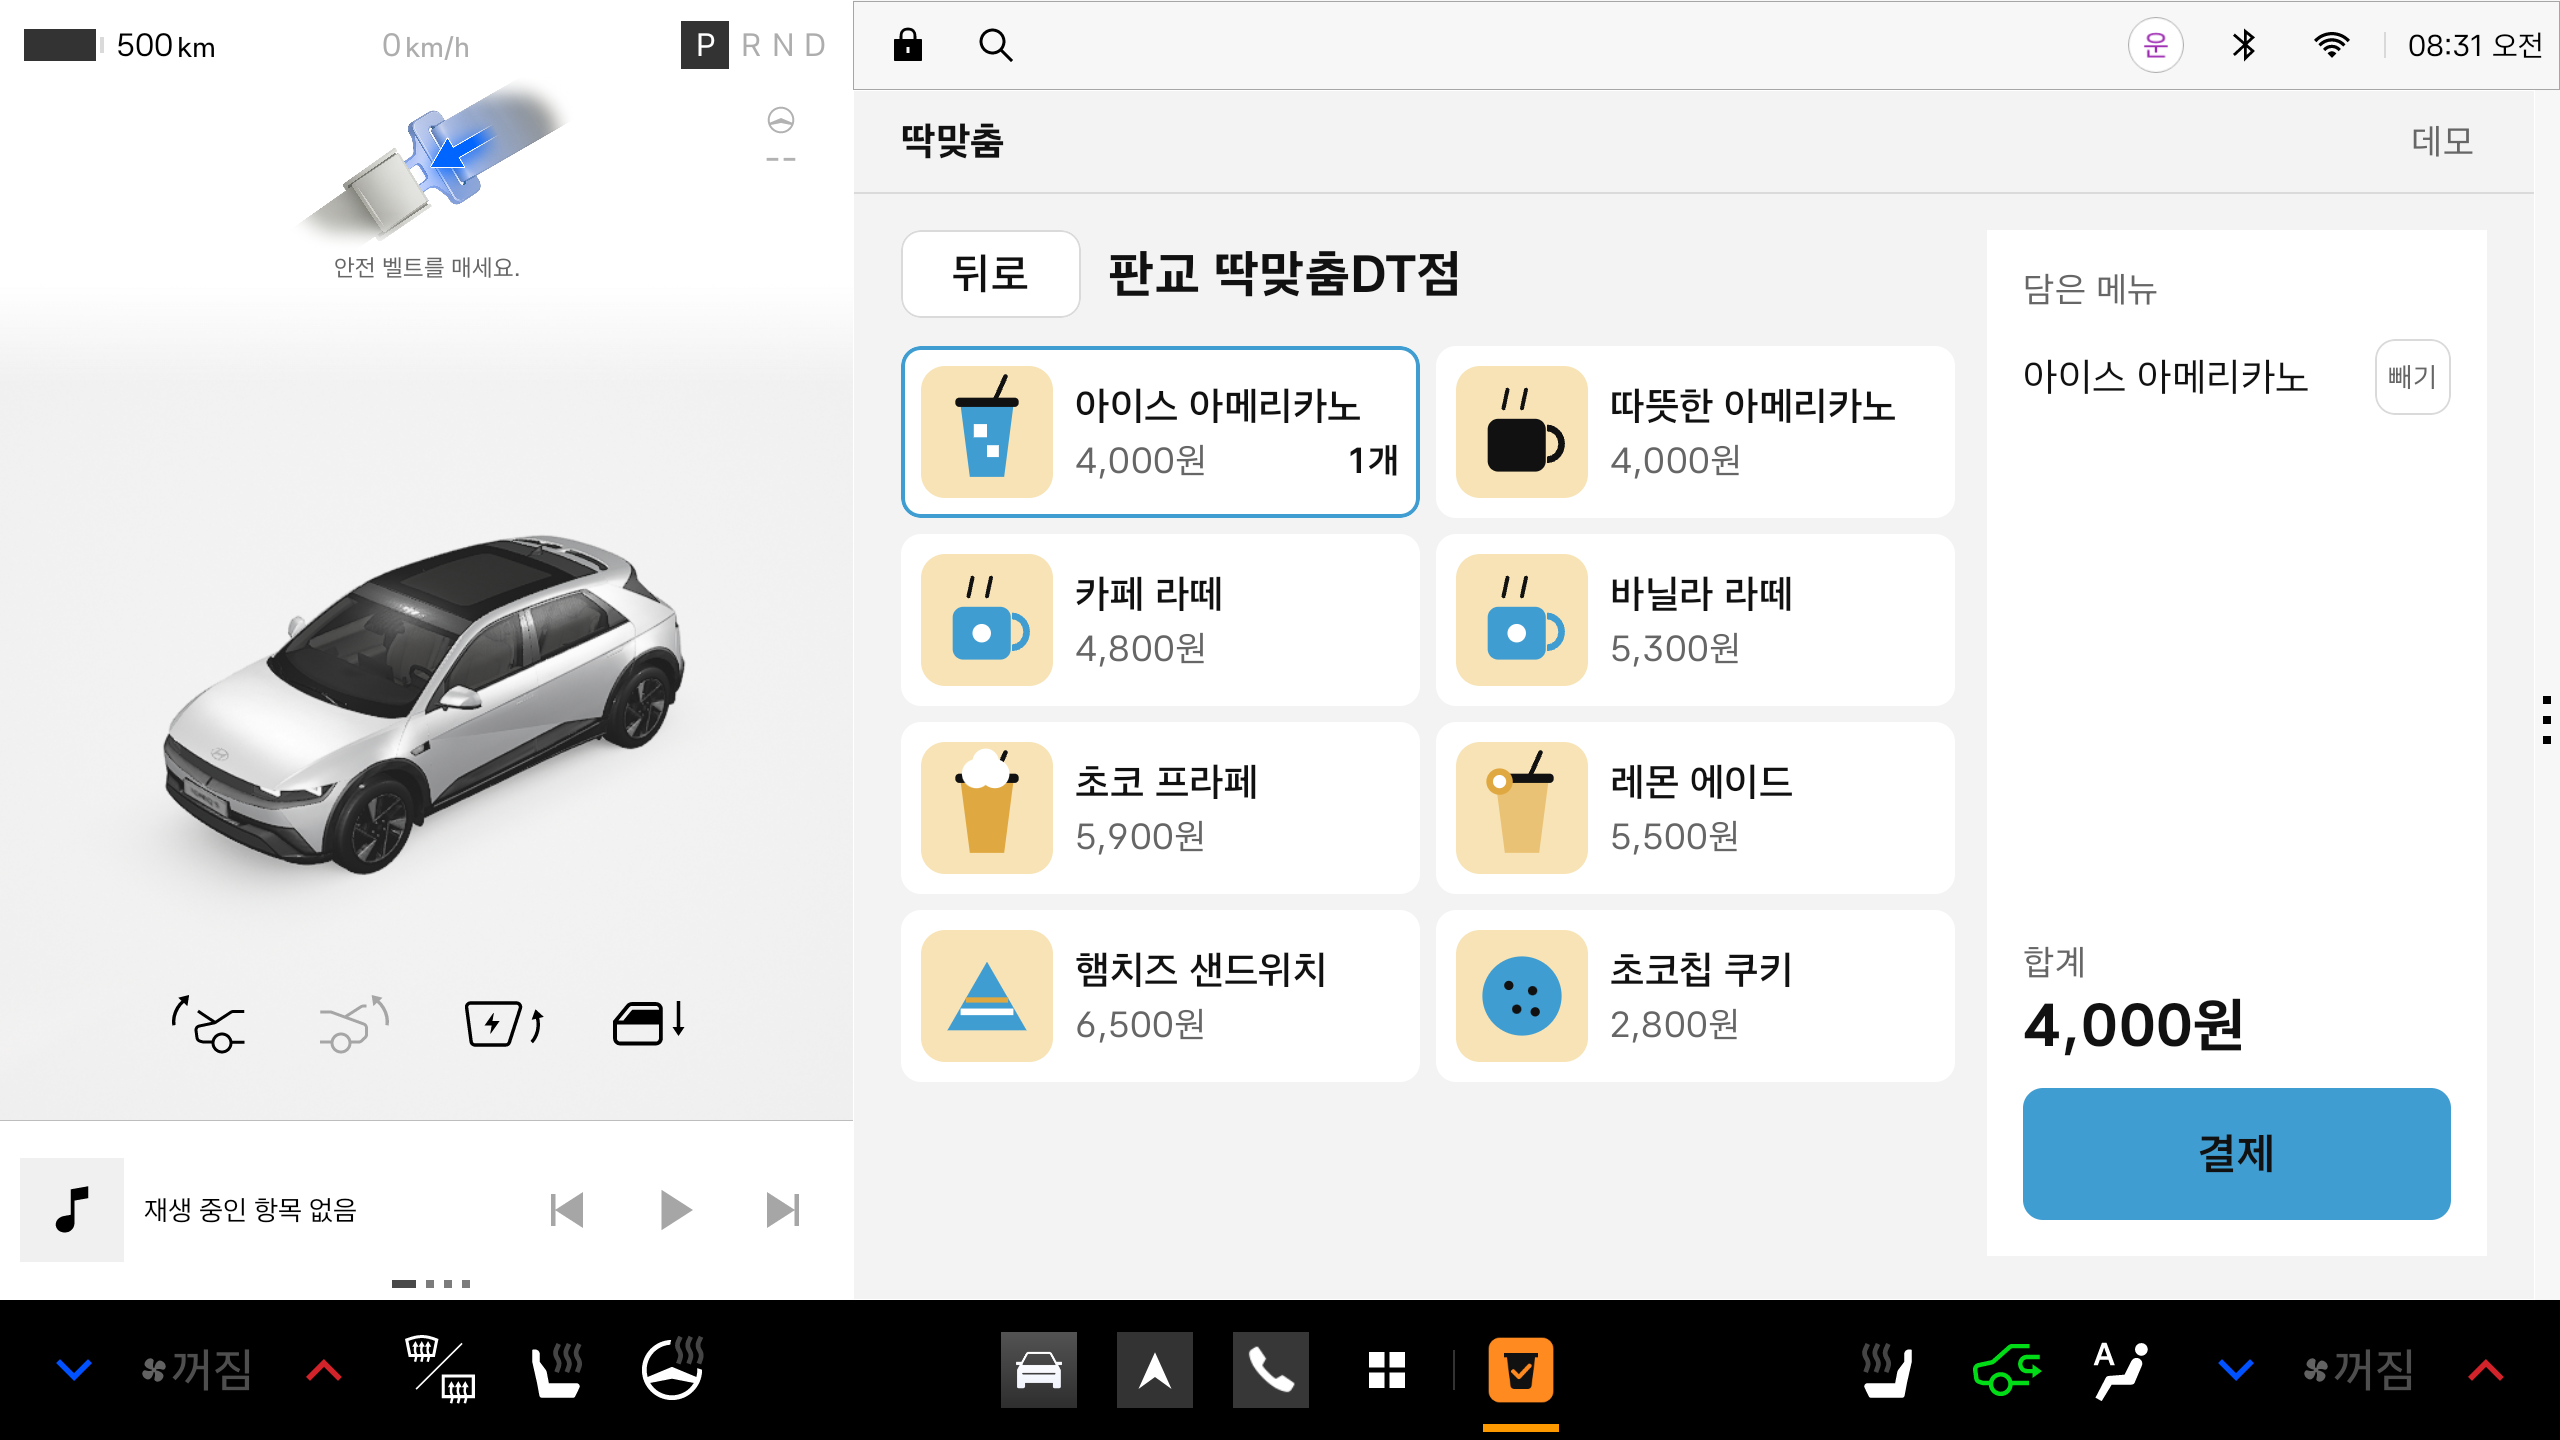 500 km
0 km/h
P R N D
안전 벨트를 매세요.
재생 중인 항목 없음
운
08:31 오전
딱맞춤
데모
뒤로
판교 딱맞춤DT점
아이스 아메리카노
4,000원
1개
따뜻한 아메리카노
4,000원
카페 라떼
4,800원
바닐라 라떼
5,300원
초코 프라페
5,900원
레몬 에이드
5,500원
햄치즈 샌드위치
6,500원
초코칩 쿠키
2,800원
담은 메뉴
아이스 아메리카노
빼기
합계
4,000원
결제
꺼짐
A
꺼짐